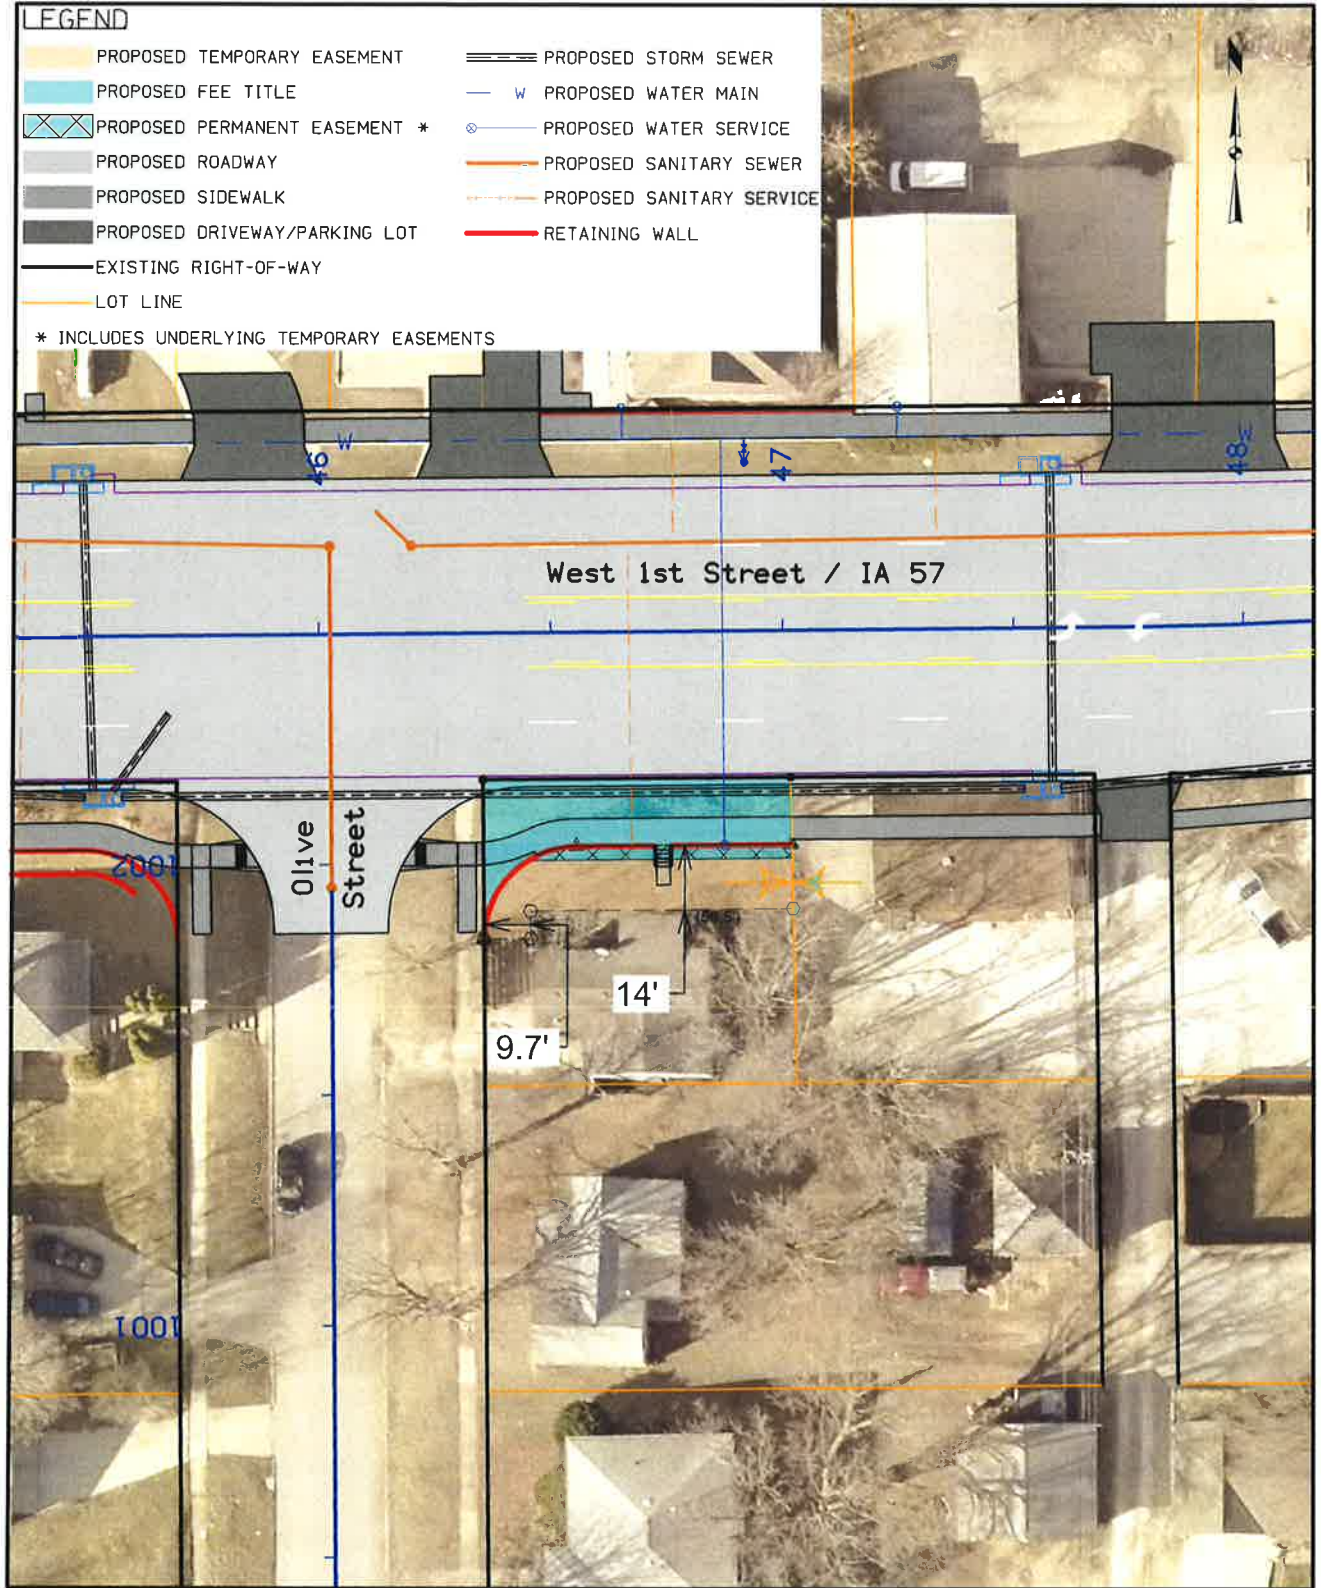 LEGEND
PROPOSED TEMPORARY EASEMENT
PROPOSED FEE TITLE
PROPOSED PERMANENT EASEMENT *
PROPOSED ROADWAY
PROPOSED SIDEWALK
PROPOSED DRIVEWAY/PARKING LOT
EXISTING RIGHT-OF-WAY
LOT LINE
* INCLUDES UNDERLYING TEMPORARY EASEMENTS
PROPOSED STORM SEWER
W PROPOSED WATER MAIN
PROPOSED WATER SERVICE
PROPOSED SANITARY SEWER
PROPOSED SANITARY SERVICE
RETAINING WALL
N
W
46
47
48
W
West 1st Street / IA 57
Olive
Street
1002
14'
9.7'
1001